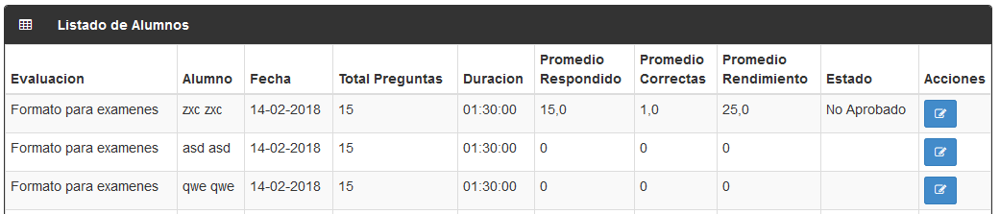 Listado de Alumnos
Evaluacion Alumno Fecha Total Preguntas Duracion Promedio Respondido Promedio Correctas Promedio Rendimiento Estado Acciones
Formato para examenes zxc zxc 14-02-2018 15 01:30:00 15,0 1,0 25,0 No Aprobado
Formato para examenes asd asd 14-02-2018 15 01:30:00 0 0 0
Formato para examenes qwe qwe 14-02-2018 15 01:30:00 0 0 0